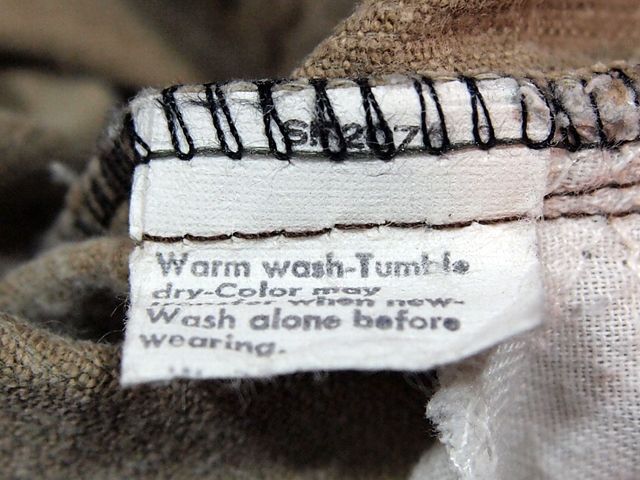 Warm wash-Tumble
dry-Color may
when new-
Wash alone before
wearing.